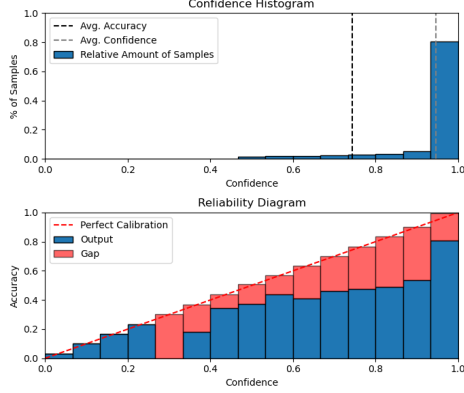 Confidence Histogram
1.0
0.8
0.6
0.4
0.2
0.0
% of Samples
Avg. Accuracy
Avg. Confidence
Relative Amount of Samples
0.0 0.2 0.4 0.6 0.8 1.0
Confidence
Reliability Diagram
1.0
0.8
0.6
0.4
0.2
0.0
Accuracy
Perfect Calibration
Output
Gap
0.0 0.2 0.4 0.6 0.8 1.0
Confidence